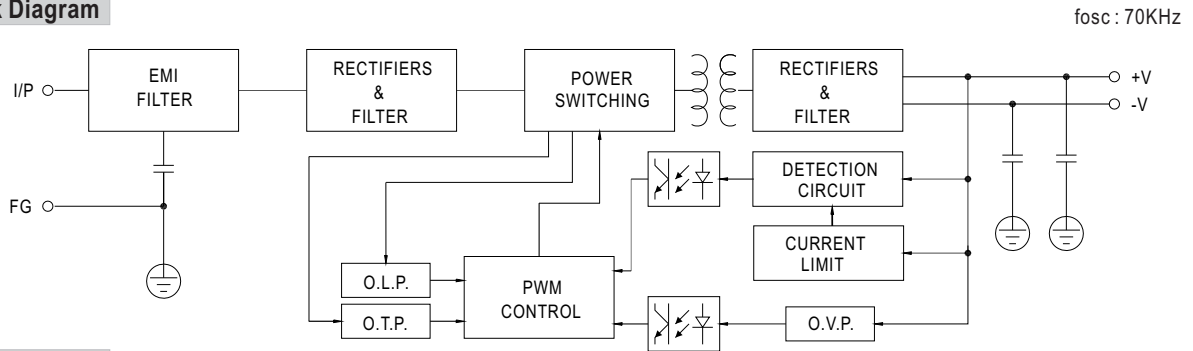 Diagram
fosc : 70KHz
I/P
EMI
FILTER
RECTIFIERS
&
FILTER
POWER
SWITCHING
RECTIFIERS
&
FILTER
+V
-V
FG
DETECTION
CIRCUIT
CURRENT
LIMIT
O.L.P.
O.T.P.
PWM
CONTROL
O.V.P.